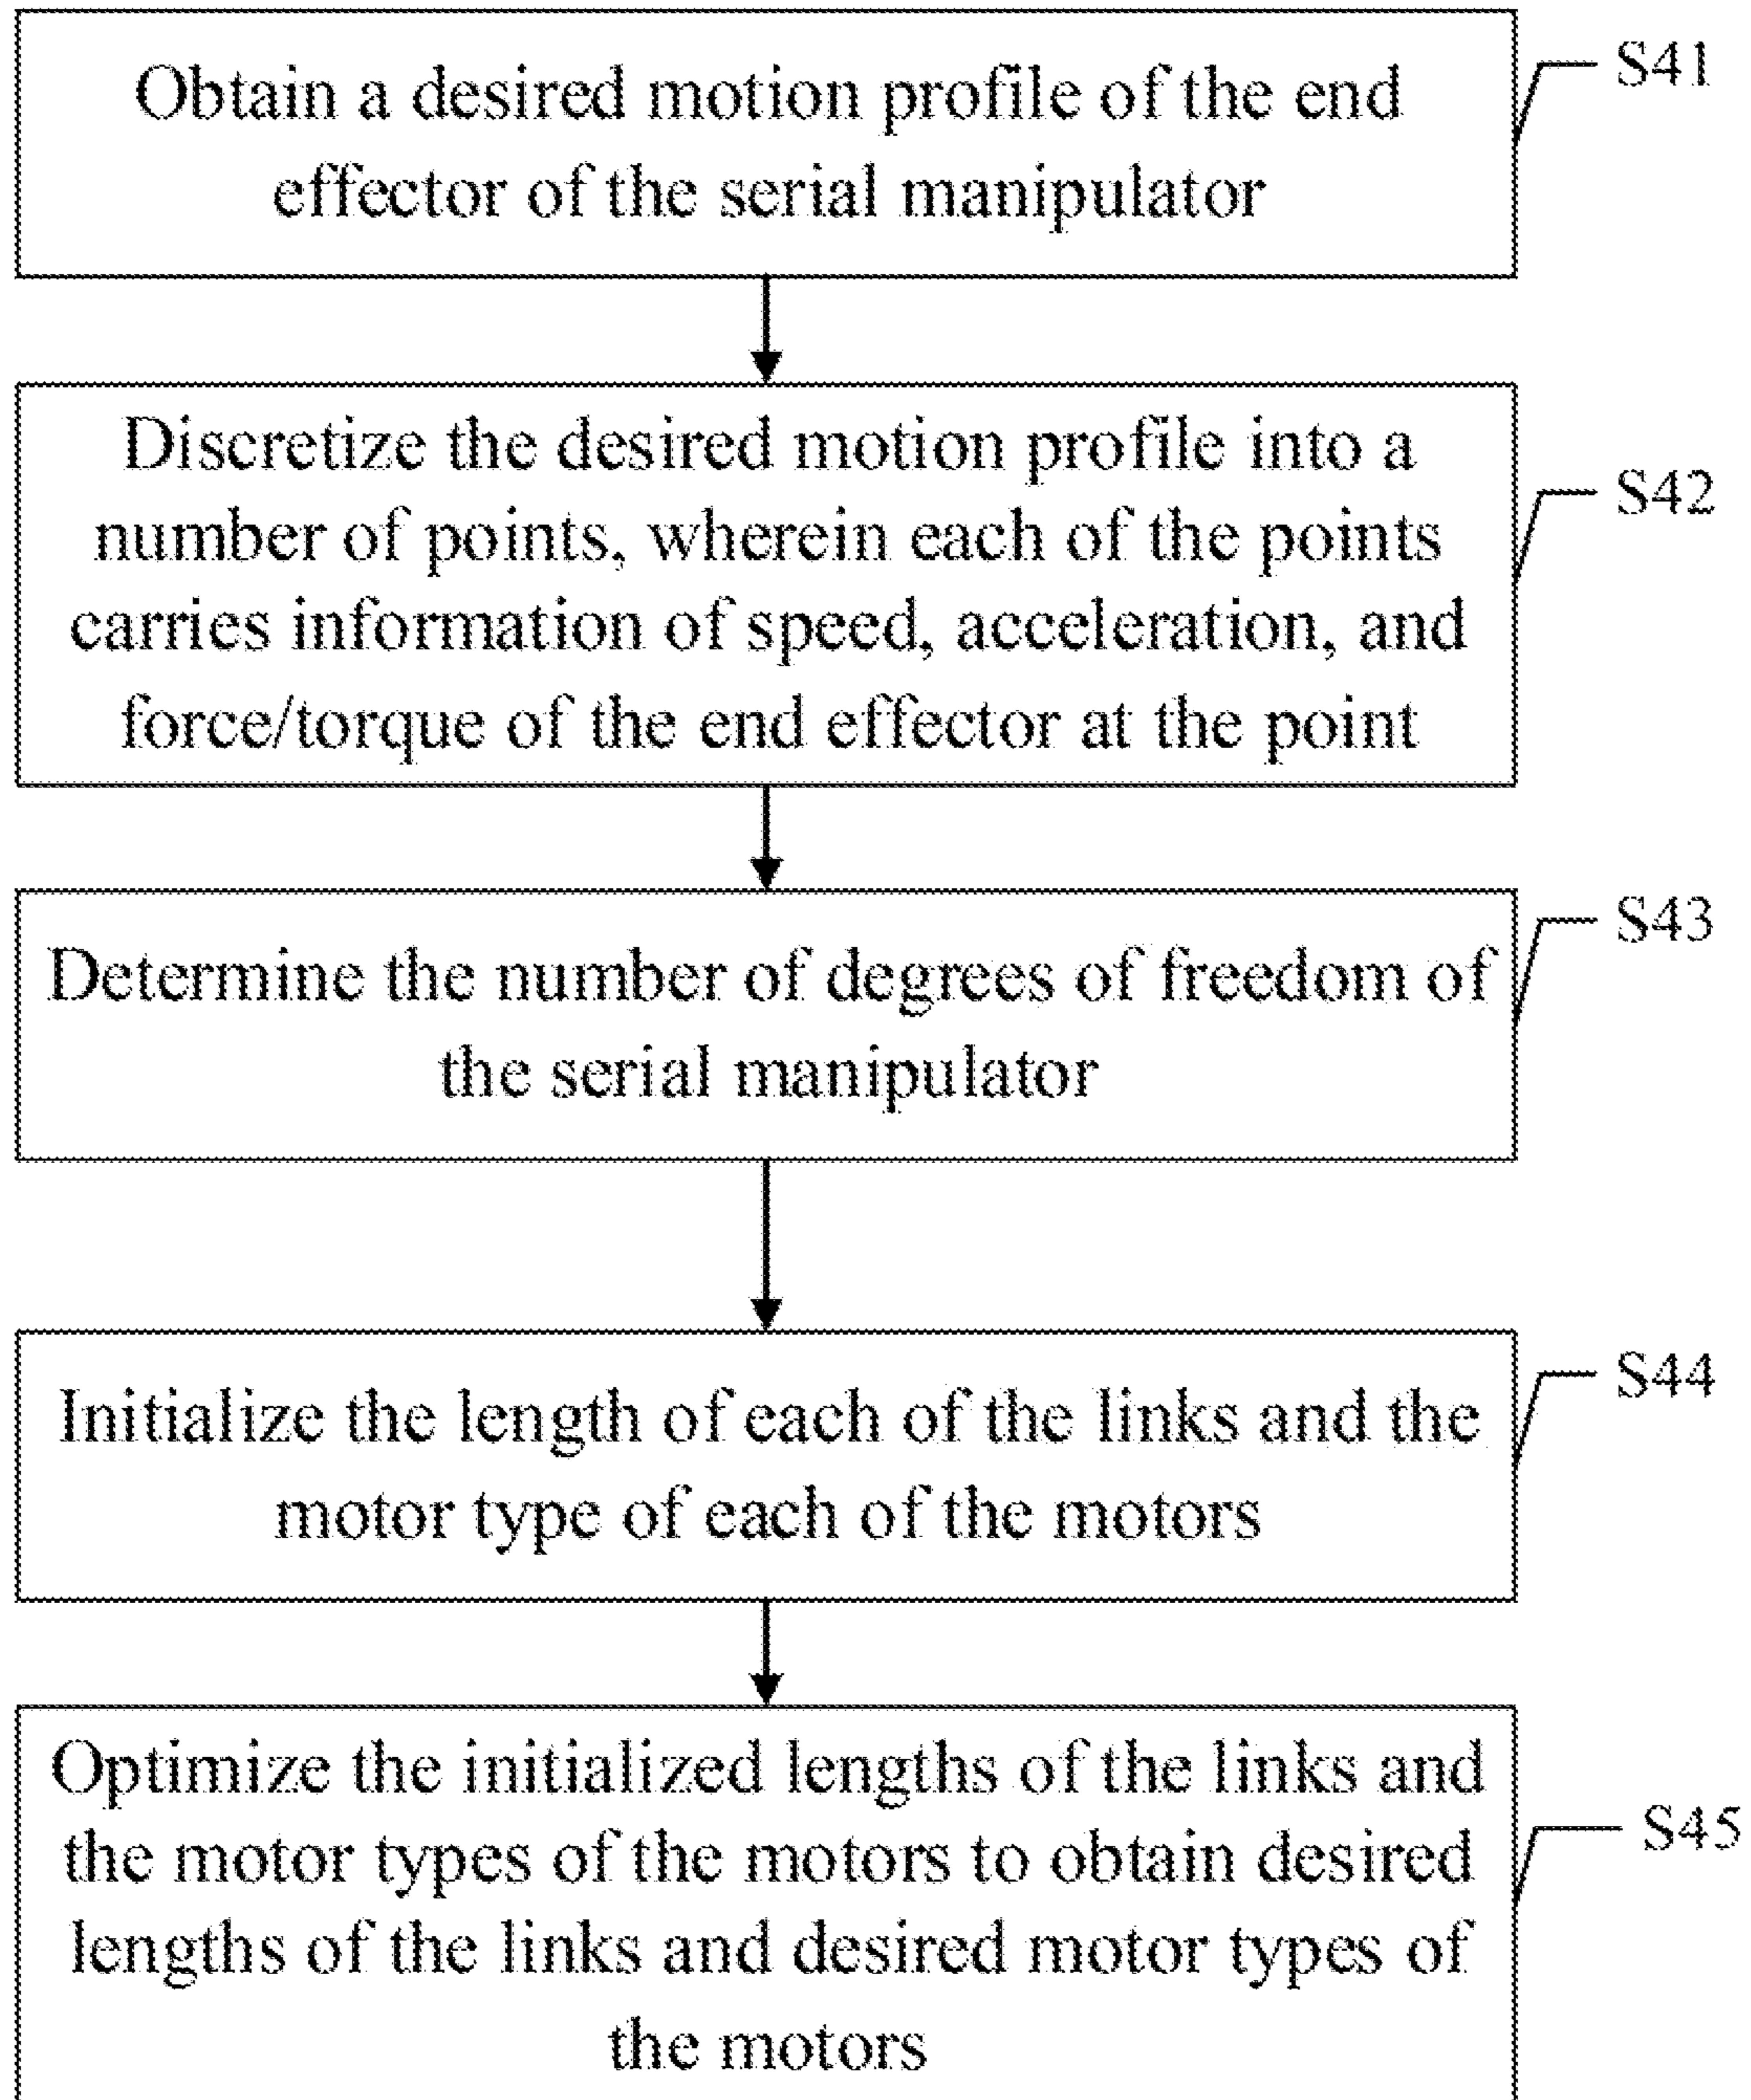 Obtain a desired motion profile of the end
effector of the serial manipulator
S41
Discretize the desired motion profile into a
number of points, wherein each of the points
carries information of speed, acceleration, and
force/torque of the end effector at the point
S42
Determine the number of degrees of freedom of
the serial manipulator
S43
Initialize the length of each of the links and the
motor type of each of the motors
S44
Optimize the initialized lengths of the links and
the motor types of the motors to obtain desired
lengths of the links and desired motor types of
the motors
S45